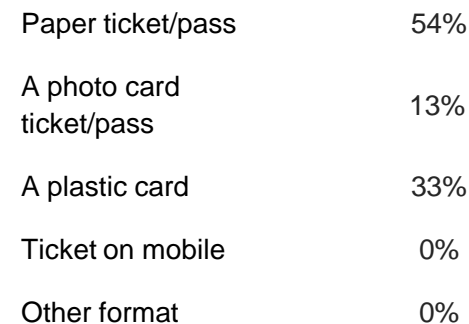 Paper ticket/pass 54%
A photo card
ticket/pass 13%
A plastic card 33%
Ticket on mobile 0%
Other format 0%